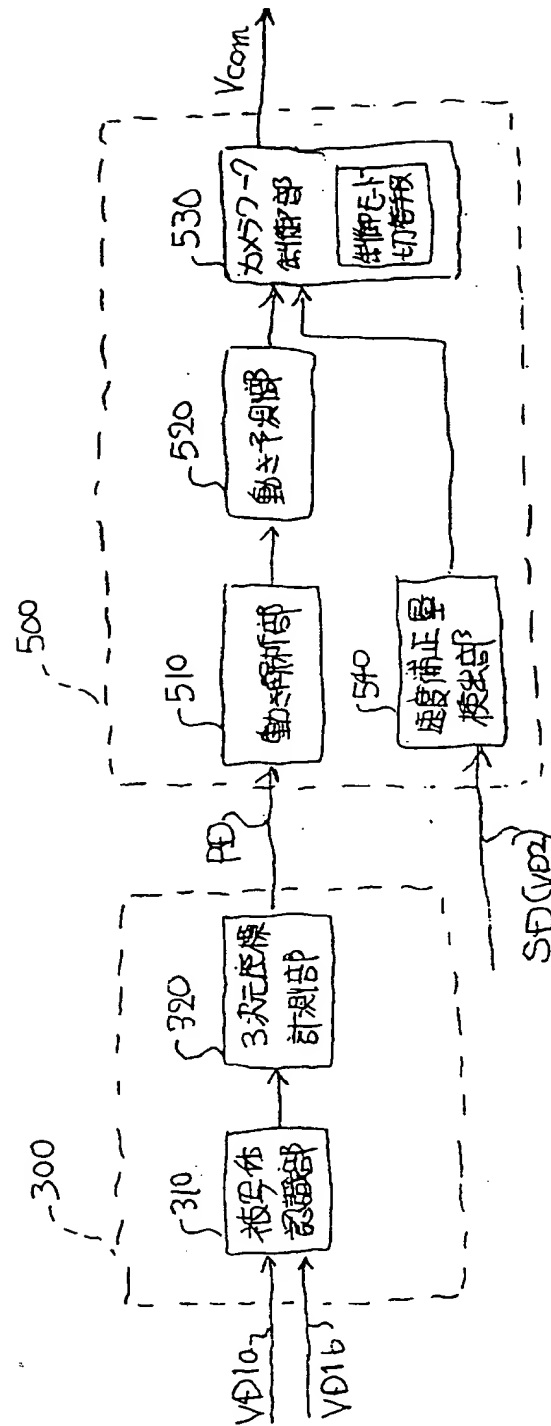 300
310
被写体
認識部
320
3次元座標
計測部
VD1a
VD1b
PD
500
510
動き解析部
520
動き予測部
530
カメラワーク
制御部
制御モード
切替部
540
速度補正量
検出部
SD(VD2)
Vcom